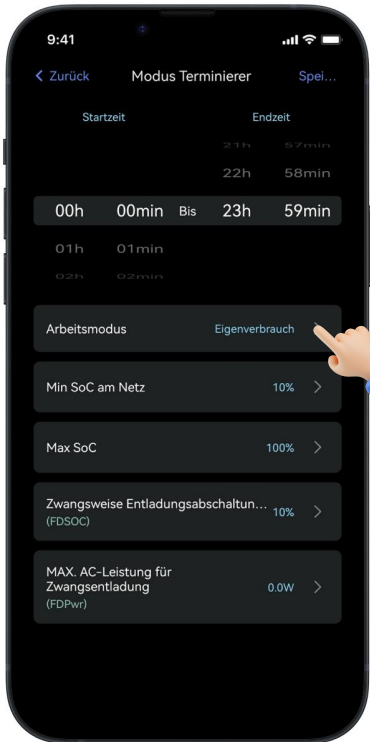 9:41
Zurück Modus Terminierer Spei...
Startzeit Endzeit
21h 57min
22h 58min
00h 00min Bis 23h 59min
01h 01min
02h 02min
Arbeitsmodus Eigenverbrauch
Min SoC am Netz 10%
Max SoC 100%
Zwangsweise Entladungsabschaltun... 10%
(FDSOC)
MAX. AC-Leistung für
Zwangsentladung 0.0W
(FDPwr)